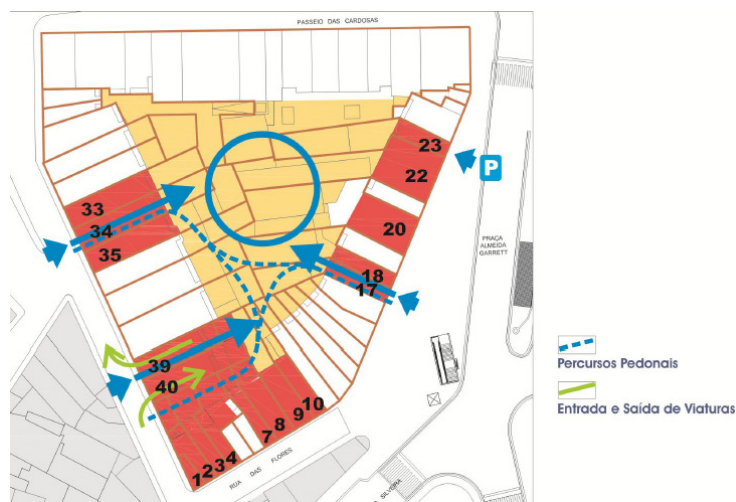 PASSEIO DAS CARDOSAS
23
P
22
33
34
20
35
PRAÇA
ALMEIDA
GARRETT
18
17
39
40
Percursos Pedonais
Entrada e Saída de Viaturas
10
9
8
7
4
3
2
1
RUA DAS FLORES
SILVEIRA